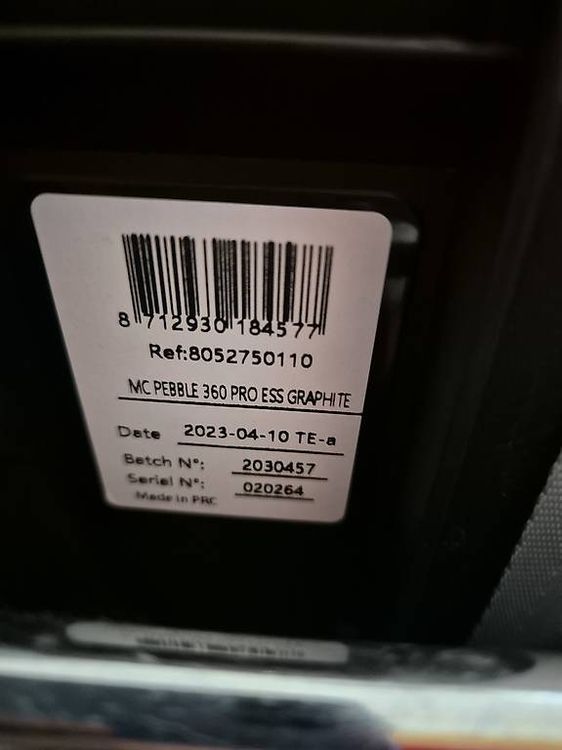 8 712930 184577
Ref:8052750110
MC PEBBLE 360 PRO ESS GRAPHITE
Date 2023-04-10 TE-a
Batch N°: 2030457
Serial N°: 020264
Made in PRC